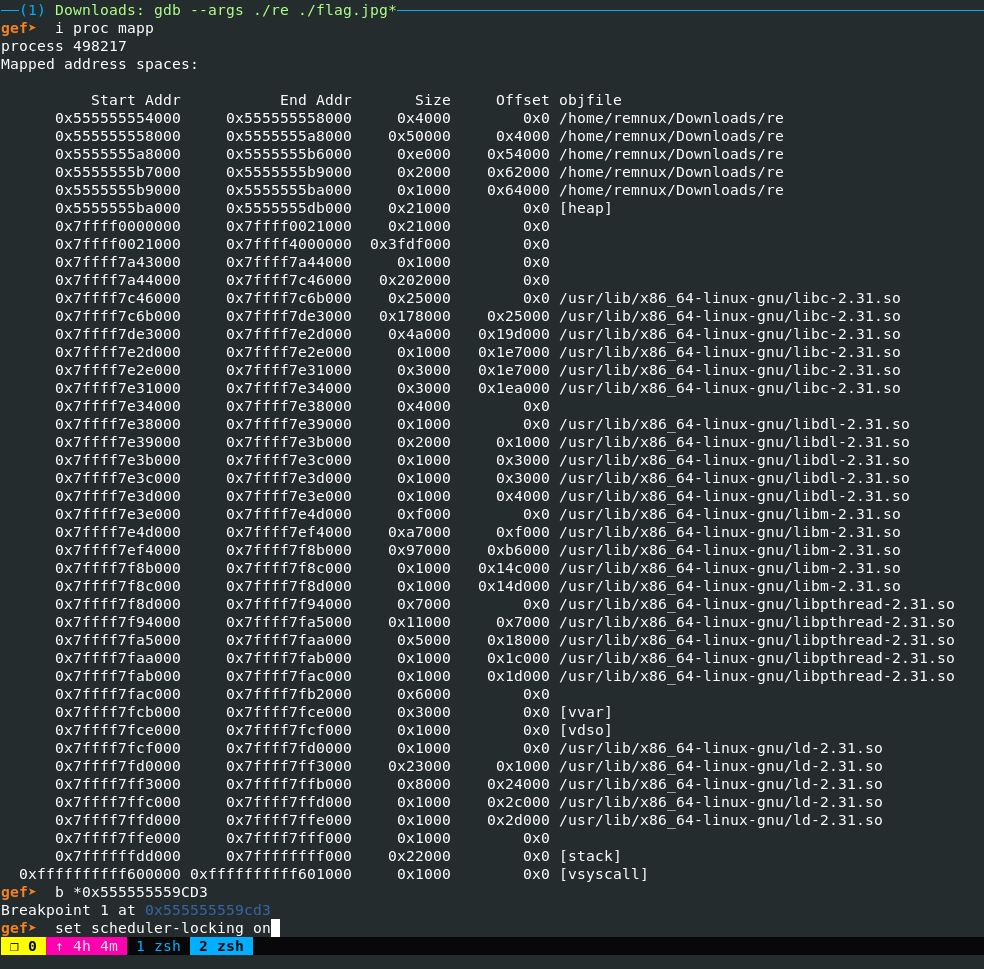 (1) Downloads: gdb --args ./re ./flag.jpg*
gef➤ i proc mapp
process 498217
Mapped address spaces:
Start Addr End Addr Size Offset objfile
0x555555554000 0x555555558000 0x4000 0x0 /home/remnux/Downloads/re
0x555555558000 0x5555555a8000 0x50000 0x4000 /home/remnux/Downloads/re
0x5555555a8000 0x5555555b6000 0xe000 0x54000 /home/remnux/Downloads/re
0x5555555b7000 0x5555555b9000 0x2000 0x62000 /home/remnux/Downloads/re
0x5555555b9000 0x5555555ba000 0x1000 0x64000 /home/remnux/Downloads/re
0x5555555ba000 0x5555555db000 0x21000 0x0 [heap]
0x7ffff0000000 0x7ffff0021000 0x21000 0x0
0x7ffff0021000 0x7ffff4000000 0x3fdf000 0x0
0x7ffff7a43000 0x7ffff7a44000 0x1000 0x0
0x7ffff7a44000 0x7ffff7c46000 0x202000 0x0
0x7ffff7c46000 0x7ffff7c6b000 0x25000 0x0 /usr/lib/x86_64-linux-gnu/libc-2.31.so
0x7ffff7c6b000 0x7ffff7de3000 0x178000 0x25000 /usr/lib/x86_64-linux-gnu/libc-2.31.so
0x7ffff7de3000 0x7ffff7e2d000 0x4a000 0x19d000 /usr/lib/x86_64-linux-gnu/libc-2.31.so
0x7ffff7e2d000 0x7ffff7e2e000 0x1000 0x1e7000 /usr/lib/x86_64-linux-gnu/libc-2.31.so
0x7ffff7e2e000 0x7ffff7e31000 0x3000 0x1e7000 /usr/lib/x86_64-linux-gnu/libc-2.31.so
0x7ffff7e31000 0x7ffff7e34000 0x3000 0x1ea000 /usr/lib/x86_64-linux-gnu/libc-2.31.so
0x7ffff7e34000 0x7ffff7e38000 0x4000 0x0
0x7ffff7e38000 0x7ffff7e39000 0x1000 0x0 /usr/lib/x86_64-linux-gnu/libdl-2.31.so
0x7ffff7e39000 0x7ffff7e3b000 0x2000 0x1000 /usr/lib/x86_64-linux-gnu/libdl-2.31.so
0x7ffff7e3b000 0x7ffff7e3c000 0x1000 0x3000 /usr/lib/x86_64-linux-gnu/libdl-2.31.so
0x7ffff7e3c000 0x7ffff7e3d000 0x1000 0x3000 /usr/lib/x86_64-linux-gnu/libdl-2.31.so
0x7ffff7e3d000 0x7ffff7e3e000 0x1000 0x4000 /usr/lib/x86_64-linux-gnu/libdl-2.31.so
0x7ffff7e3e000 0x7ffff7e4d000 0xf000 0x0 /usr/lib/x86_64-linux-gnu/libm-2.31.so
0x7ffff7e4d000 0x7ffff7ef4000 0xa7000 0xf000 /usr/lib/x86_64-linux-gnu/libm-2.31.so
0x7ffff7ef4000 0x7ffff7f8b000 0x97000 0xb6000 /usr/lib/x86_64-linux-gnu/libm-2.31.so
0x7ffff7f8b000 0x7ffff7f8c000 0x1000 0x14c000 /usr/lib/x86_64-linux-gnu/libm-2.31.so
0x7ffff7f8c000 0x7ffff7f8d000 0x1000 0x14d000 /usr/lib/x86_64-linux-gnu/libm-2.31.so
0x7ffff7f8d000 0x7ffff7f94000 0x7000 0x0 /usr/lib/x86_64-linux-gnu/libpthread-2.31.so
0x7ffff7f94000 0x7ffff7fa5000 0x11000 0x7000 /usr/lib/x86_64-linux-gnu/libpthread-2.31.so
0x7ffff7fa5000 0x7ffff7faa000 0x5000 0x18000 /usr/lib/x86_64-linux-gnu/libpthread-2.31.so
0x7ffff7faa000 0x7ffff7fab000 0x1000 0x1c000 /usr/lib/x86_64-linux-gnu/libpthread-2.31.so
0x7ffff7fab000 0x7ffff7fac000 0x1000 0x1d000 /usr/lib/x86_64-linux-gnu/libpthread-2.31.so
0x7ffff7fac000 0x7ffff7fb2000 0x6000 0x0
0x7ffff7fcb000 0x7ffff7fce000 0x3000 0x0 [vvar]
0x7ffff7fce000 0x7ffff7fcf000 0x1000 0x0 [vdso]
0x7ffff7fcf000 0x7ffff7fd0000 0x1000 0x0 /usr/lib/x86_64-linux-gnu/ld-2.31.so
0x7ffff7fd0000 0x7ffff7ff3000 0x23000 0x1000 /usr/lib/x86_64-linux-gnu/ld-2.31.so
0x7ffff7ff3000 0x7ffff7ffb000 0x8000 0x24000 /usr/lib/x86_64-linux-gnu/ld-2.31.so
0x7ffff7ffc000 0x7ffff7ffd000 0x1000 0x2c000 /usr/lib/x86_64-linux-gnu/ld-2.31.so
0x7ffff7ffd000 0x7ffff7ffe000 0x1000 0x2d000 /usr/lib/x86_64-linux-gnu/ld-2.31.so
0x7ffff7ffe000 0x7ffff7fff000 0x1000 0x0
0x7ffffffdd000 0x7ffffffff000 0x22000 0x0 [stack]
0xffffffffff600000 0xffffffffff601000 0x1000 0x0 [vsyscall]
gef➤ b *0x555555559CD3
Breakpoint 1 at 0x555555559cd3
gef➤ set scheduler-locking on
❐ 0 ↑ 4h 4m 1 zsh 2 zsh